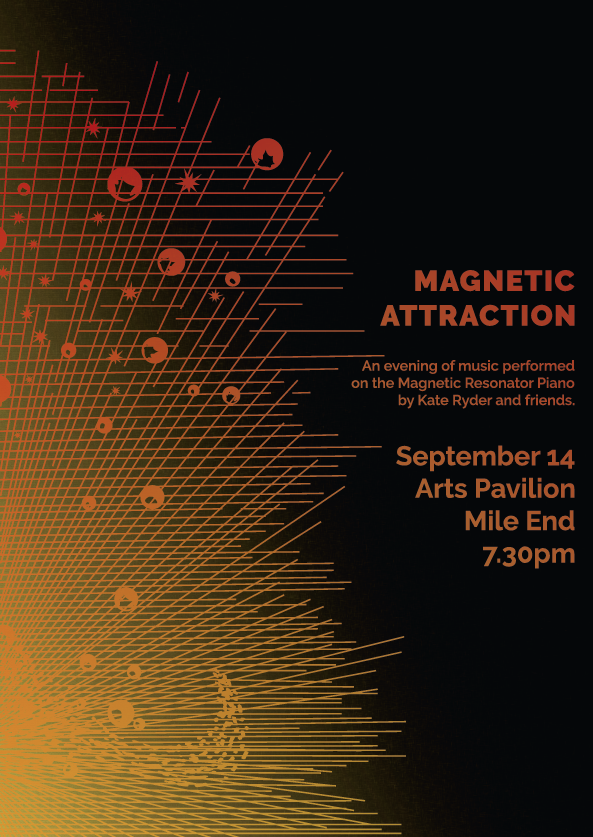 MAGNETIC
ATTRACTION
An evening of music performed
on the Magnetic Resonator Piano
by Kate Ryder and friends.
September 14
Arts Pavilion
Mile End
7.30pm